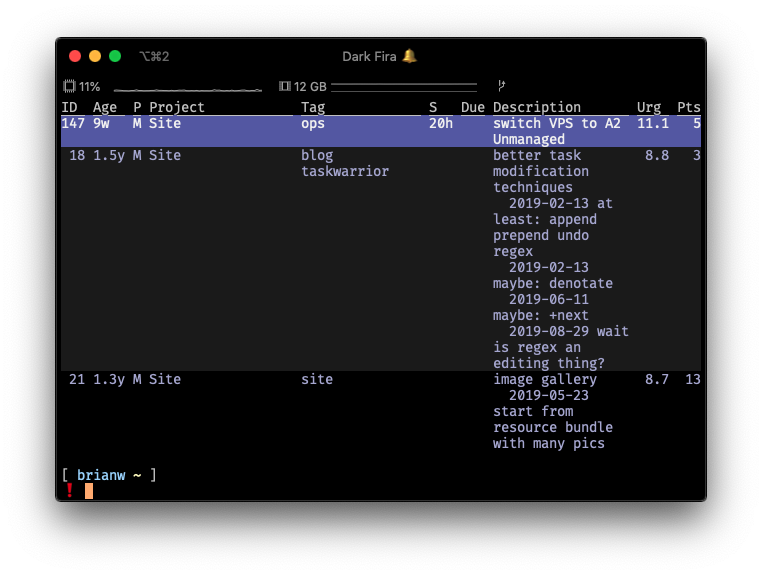 ⌥⌘2 Dark Fira 🔔
11% 12 GB
ID Age P Project Tag S Due Description Urg Pts
147 9w M Site ops 20h switch VPS to A2 11.1 5
Unmanaged
18 1.5y M Site blog better task 8.8 3
taskwarrior modification
techniques
2019-02-13 at
least: append
prepend undo
regex
2019-02-13
maybe: denotate
2019-06-11
maybe: +next
2019-08-29 wait
is regex an
editing thing?
21 1.3y M Site site image gallery 8.7 13
2019-05-23
start from
resource bundle
with many pics
[ brianw ~ ]
❗